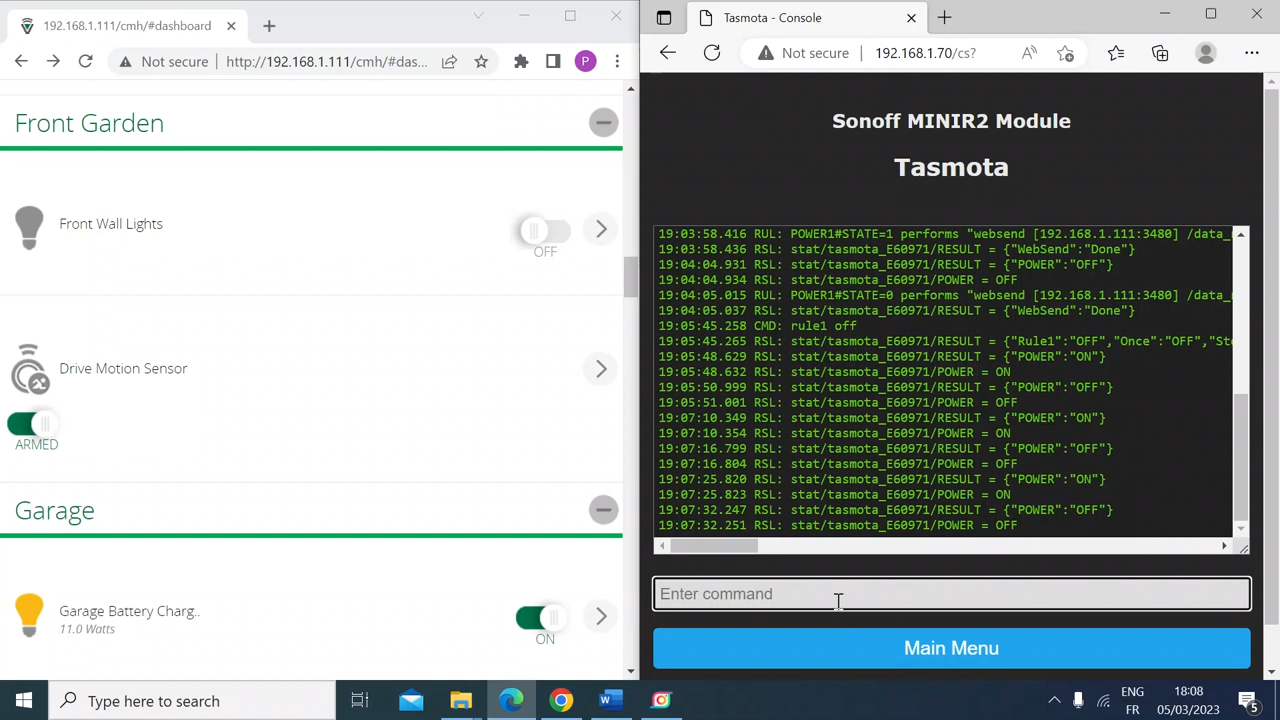 192.168.1.111/cmh/#dashboard
Not secure
http://192.168.1.111/cmh/#das...
P
Front Garden
Front Wall Lights
OFF
Drive Motion Sensor
ARMED
Garage
Garage Battery Charg..
11.0 Watts
ON
Tasmota - Console
Not secure
192.168.1.70/cs?
Sonoff MINIR2 Module
Tasmota
19:03:58.416 RUL: POWER1#STATE=1 performs "websend [192.168.1.111:3480] /data_
19:03:58.436 RSL: stat/tasmota_E60971/RESULT = {"WebSend":"Done"}
19:04:04.931 RSL: stat/tasmota_E60971/RESULT = {"POWER":"OFF"}
19:04:04.934 RSL: stat/tasmota_E60971/POWER = OFF
19:04:05.015 RUL: POWER1#STATE=0 performs "websend [192.168.1.111:3480] /data_
19:04:05.037 RSL: stat/tasmota_E60971/RESULT = {"WebSend":"Done"}
19:05:45.258 CMD: rule1 off
19:05:45.265 RSL: stat/tasmota_E60971/RESULT = {"Rule1":"OFF","Once":"OFF","Sto
19:05:48.629 RSL: stat/tasmota_E60971/RESULT = {"POWER":"ON"}
19:05:48.632 RSL: stat/tasmota_E60971/POWER = ON
19:05:50.999 RSL: stat/tasmota_E60971/RESULT = {"POWER":"OFF"}
19:05:51.001 RSL: stat/tasmota_E60971/POWER = OFF
19:07:10.349 RSL: stat/tasmota_E60971/RESULT = {"POWER":"ON"}
19:07:10.354 RSL: stat/tasmota_E60971/POWER = ON
19:07:16.799 RSL: stat/tasmota_E60971/RESULT = {"POWER":"OFF"}
19:07:16.804 RSL: stat/tasmota_E60971/POWER = OFF
19:07:25.820 RSL: stat/tasmota_E60971/RESULT = {"POWER":"ON"}
19:07:25.823 RSL: stat/tasmota_E60971/POWER = ON
19:07:32.247 RSL: stat/tasmota_E60971/RESULT = {"POWER":"OFF"}
19:07:32.251 RSL: stat/tasmota_E60971/POWER = OFF
Enter command
Main Menu
Type here to search
ENG
FR
18:08
05/03/2023
5